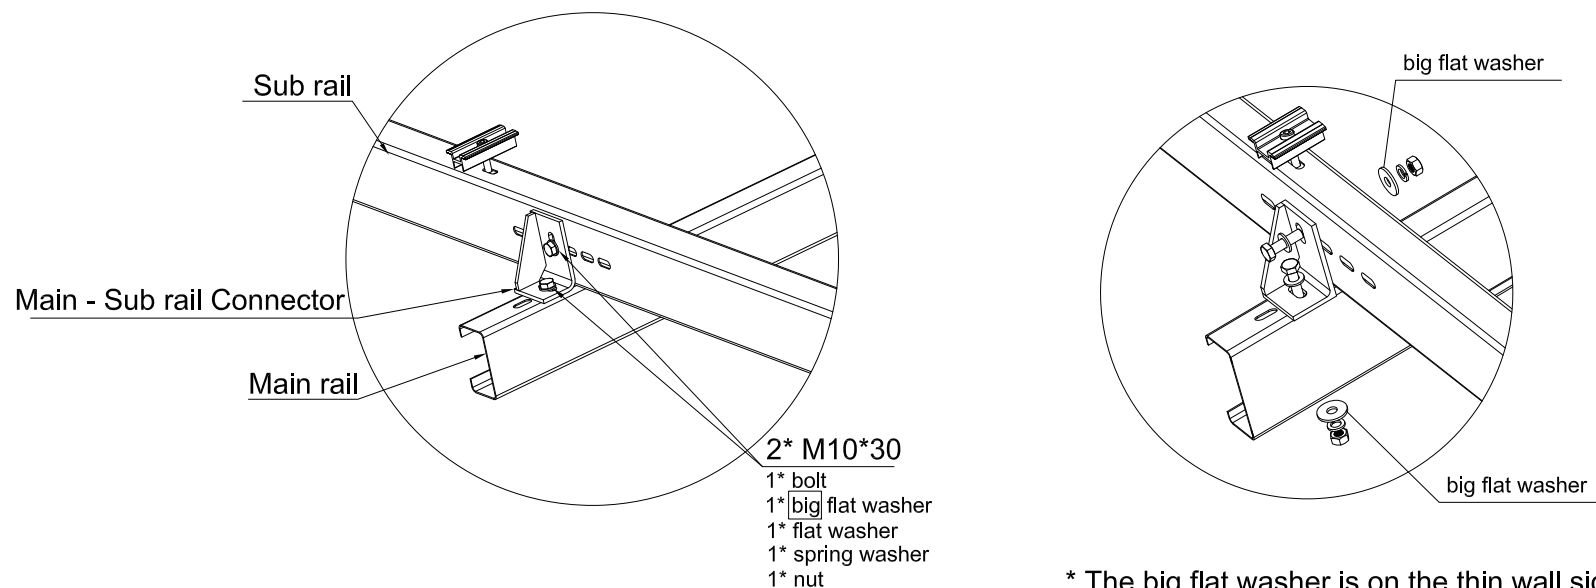 Sub rail
Main - Sub rail Connector
Main rail
2* M10*30
1* bolt
1* big flat washer
1* flat washer
1* spring washer
1* nut
big flat washer
big flat washer
* The big flat washer is on the thin wall